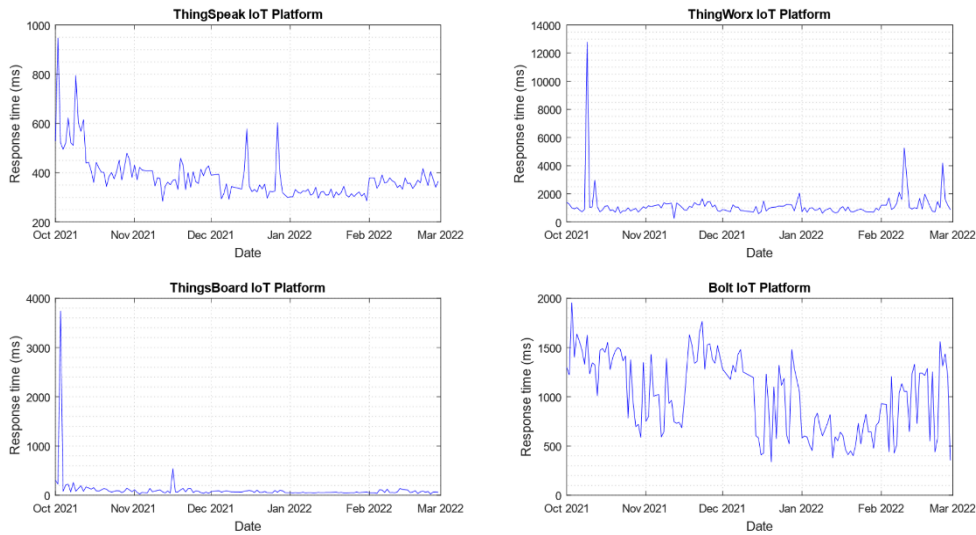 ThingSpeak IoT Platform
1000
800
600
400
200
Response time (ms)
Oct 2021 Nov 2021 Dec 2021 Jan 2022 Feb 2022 Mar 2022
Date
ThingWorx IoT Platform
14000
12000
10000
8000
6000
4000
2000
0
Response time (ms)
Oct 2021 Nov 2021 Dec 2021 Jan 2022 Feb 2022 Mar 2022
Date
ThingsBoard IoT Platform
4000
3000
2000
1000
0
Response time (ms)
Oct 2021 Nov 2021 Dec 2021 Jan 2022 Feb 2022 Mar 2022
Date
Bolt IoT Platform
2000
1500
1000
500
0
Response time (ms)
Oct 2021 Nov 2021 Dec 2021 Jan 2022 Feb 2022 Mar 2022
Date